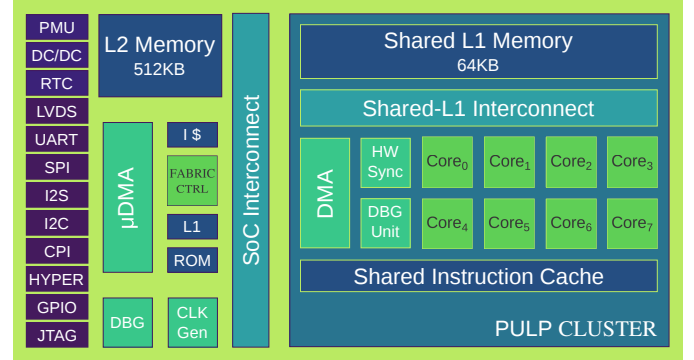 PMU
DC/DC
RTC
LVDS
UART
SPI
I2S
I2C
CPI
HYPER
GPIO
JTAG
L2 Memory
512KB
µDMA
I $
FABRIC
CTRL
L1
ROM
DBG
CLK
Gen
SoC Interconnect
Shared L1 Memory
64KB
Shared-L1 Interconnect
DMA
HW
Sync
Core₀ Core₁ Core₂ Core₃
DBG
Unit
Core₄ Core₅ Core₆ Core₇
Shared Instruction Cache
PULP CLUSTER